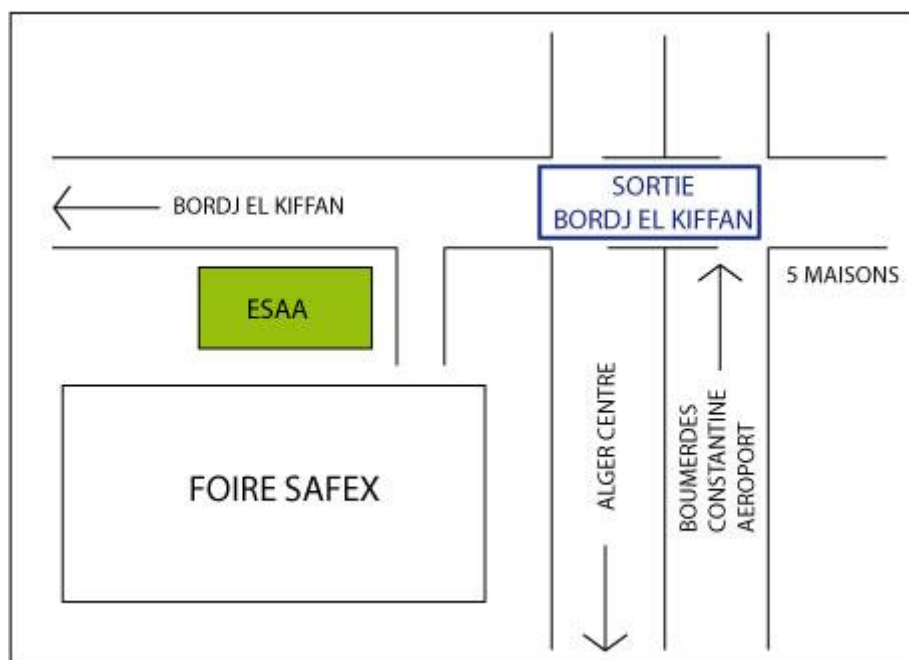 SORTIE
BORDJ EL KIFFAN
BORDJ EL KIFFAN
5 MAISONS
ESAA
FOIRE SAFEX
ALGER CENTRE
BOUMERDES
CONSTANTINE
AEROPORT